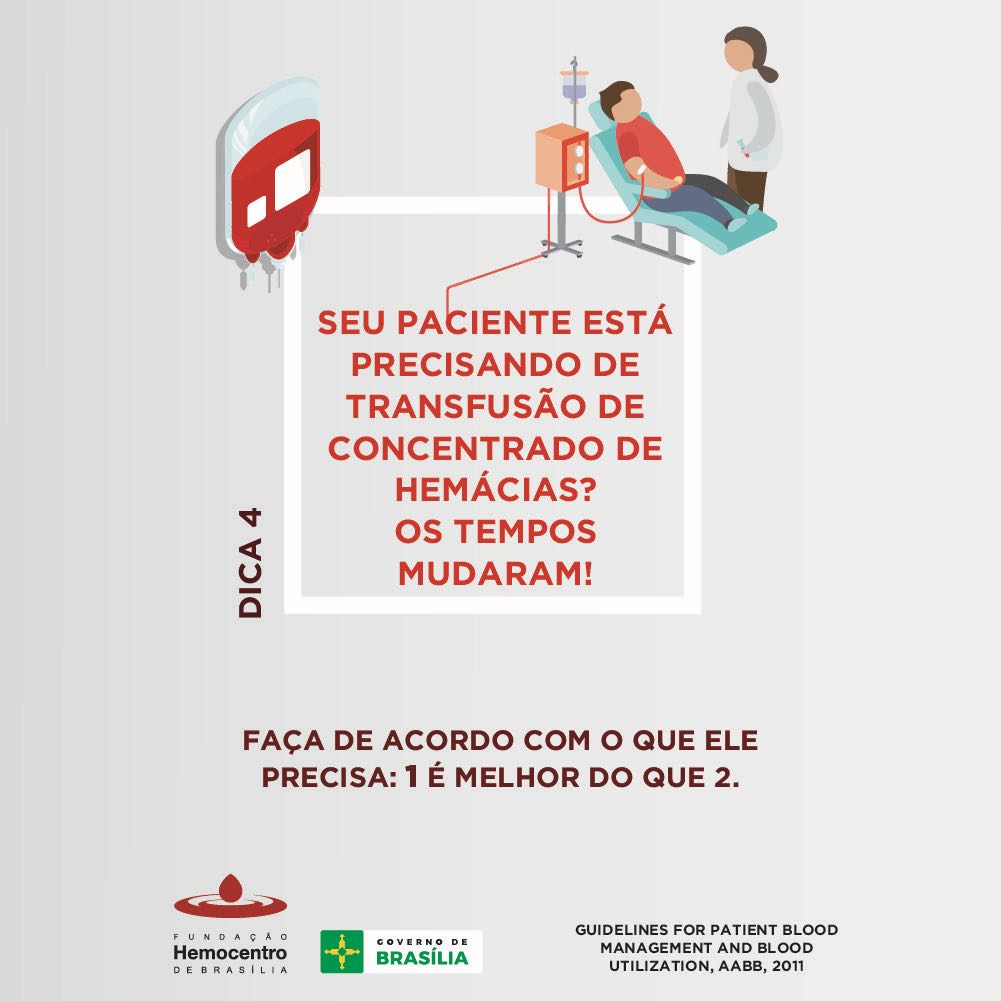 SEU PACIENTE ESTÁ
PRECISANDO DE
TRANSFUSÃO DE
CONCENTRADO DE
HEMÁCIAS?
OS TEMPOS
MUDARAM!
DICA 4
FAÇA DE ACORDO COM O QUE ELE
PRECISA: 1 É MELHOR DO QUE 2.
FUNDAÇÃO
Hemocentro
DE BRASÍLIA
GOVERNO DE
BRASÍLIA
GUIDELINES FOR PATIENT BLOOD
MANAGEMENT AND BLOOD
UTILIZATION, AABB, 2011